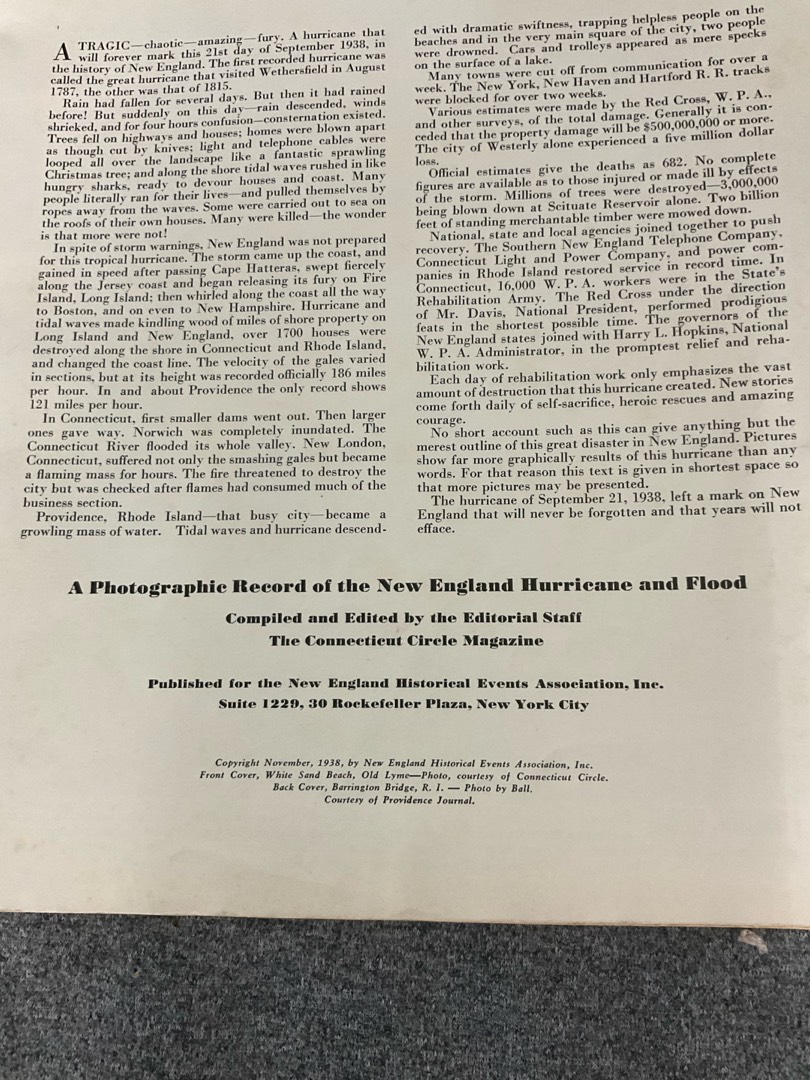 A TRAGIC—chaotic—amazing—fury. A hurricane that
will forever mark this 21st day of September 1938, in
the history of New England. The first recorded hurricane was
called the great hurricane that visited Wethersfield in August
1787, the other was that of 1815.
Rain had fallen for several days. But then it had rained
before! But suddenly on this day—rain descended, winds
shrieked, and for four hours confusion—consternation existed.
Trees fell on highways and houses; homes were blown apart
as though cut by knives; light and telephone cables were
looped all over the landscape like a fantastic sprawling
Christmas tree; and along the shore tidal waves rushed in like
hungry sharks, ready to devour houses and coast. Many
people literally ran for their lives—and pulled themselves by
ropes away from the waves. Some were carried out to sea on
the roofs of their own houses. Many were killed—the wonder
is that more were not!
In spite of storm warnings, New England was not prepared
for this tropical hurricane. The storm came up the coast, and
gained in speed after passing Cape Hatteras, swept fiercely
along the Jersey coast and began releasing its fury on Fire
Island, Long Island; then whirled along the coast all the way
to Boston, and on even to New Hampshire. Hurricane and
tidal waves made kindling wood of miles of shore property on
Long Island and New England, over 1700 houses were
destroyed along the shore in Connecticut and Rhode Island,
and changed the coast line. The velocity of the gales varied
in sections, but at its height was recorded officially 186 miles
per hour. In and about Providence the only record shows
121 miles per hour.
In Connecticut, first smaller dams went out. Then larger
ones gave way. Norwich was completely inundated. The
Connecticut River flooded its whole valley. New London,
Connecticut, suffered not only the smashing gales but became
a flaming mass for hours. The fire threatened to destroy the
city but was checked after flames had consumed much of the
business section.
Providence, Rhode Island—that busy city—became a
growling mass of water. Tidal waves and hurricane descend-
ed with dramatic swiftness, trapping helpless people on the
beaches and in the very main square of the city, two people
were drowned. Cars and trolleys appeared as mere specks
on the surface of a lake.
Many towns were cut off from communication for over a
week. The New York, New Haven and Hartford R. R. tracks
were blocked for over two weeks.
Various estimates were made by the Red Cross, W. P. A.,
and other surveys, of the total damage. Generally it is con-
ceded that the property damage will be $500,000,000 or more.
The city of Westerly alone experienced a five million dollar
loss.
Official estimates give the deaths as 682. No complete
figures are available as to those injured or made ill by effects
of the storm. Millions of trees were destroyed—3,000,000
being blown down at Scituate Reservoir alone. Two billion
feet of standing merchantable timber were mowed down.
National, state and local agencies joined together to push
recovery. The Southern New England Telephone Company,
Connecticut Light and Power Company, and power com-
panies in Rhode Island restored service in record time. In
Connecticut, 16,000 W. P. A. workers were in the State's
Rehabilitation Army. The Red Cross under the direction
of Mr. Davis, National President, performed prodigious
feats in the shortest possible time. The governors of the
New England states joined with Harry L. Hopkins, National
W. P. A. Administrator, in the promptest relief and reha-
bilitation work.
Each day of rehabilitation work only emphasizes the vast
amount of destruction that this hurricane created. New stories
come forth daily of self-sacrifice, heroic rescues and amazing
courage.
No short account such as this can give anything but the
merest outline of this great disaster in New England. Pictures
show far more graphically results of this hurricane than any
words. For that reason this text is given in shortest space so
that more pictures may be presented.
The hurricane of September 21, 1938, left a mark on New
England that will never be forgotten and that years will not
efface.
A Photographic Record of the New England Hurricane and Flood
Compiled and Edited by the Editorial Staff
The Connecticut Circle Magazine
Published for the New England Historical Events Association, Inc.
Suite 1229, 30 Rockefeller Plaza, New York City
Copyright November, 1938, by New England Historical Events Association, Inc.
Front Cover, White Sand Beach, Old Lyme—Photo, courtesy of Connecticut Circle.
Back Cover, Barrington Bridge, R. I. — Photo by Ball.
Courtesy of Providence Journal.